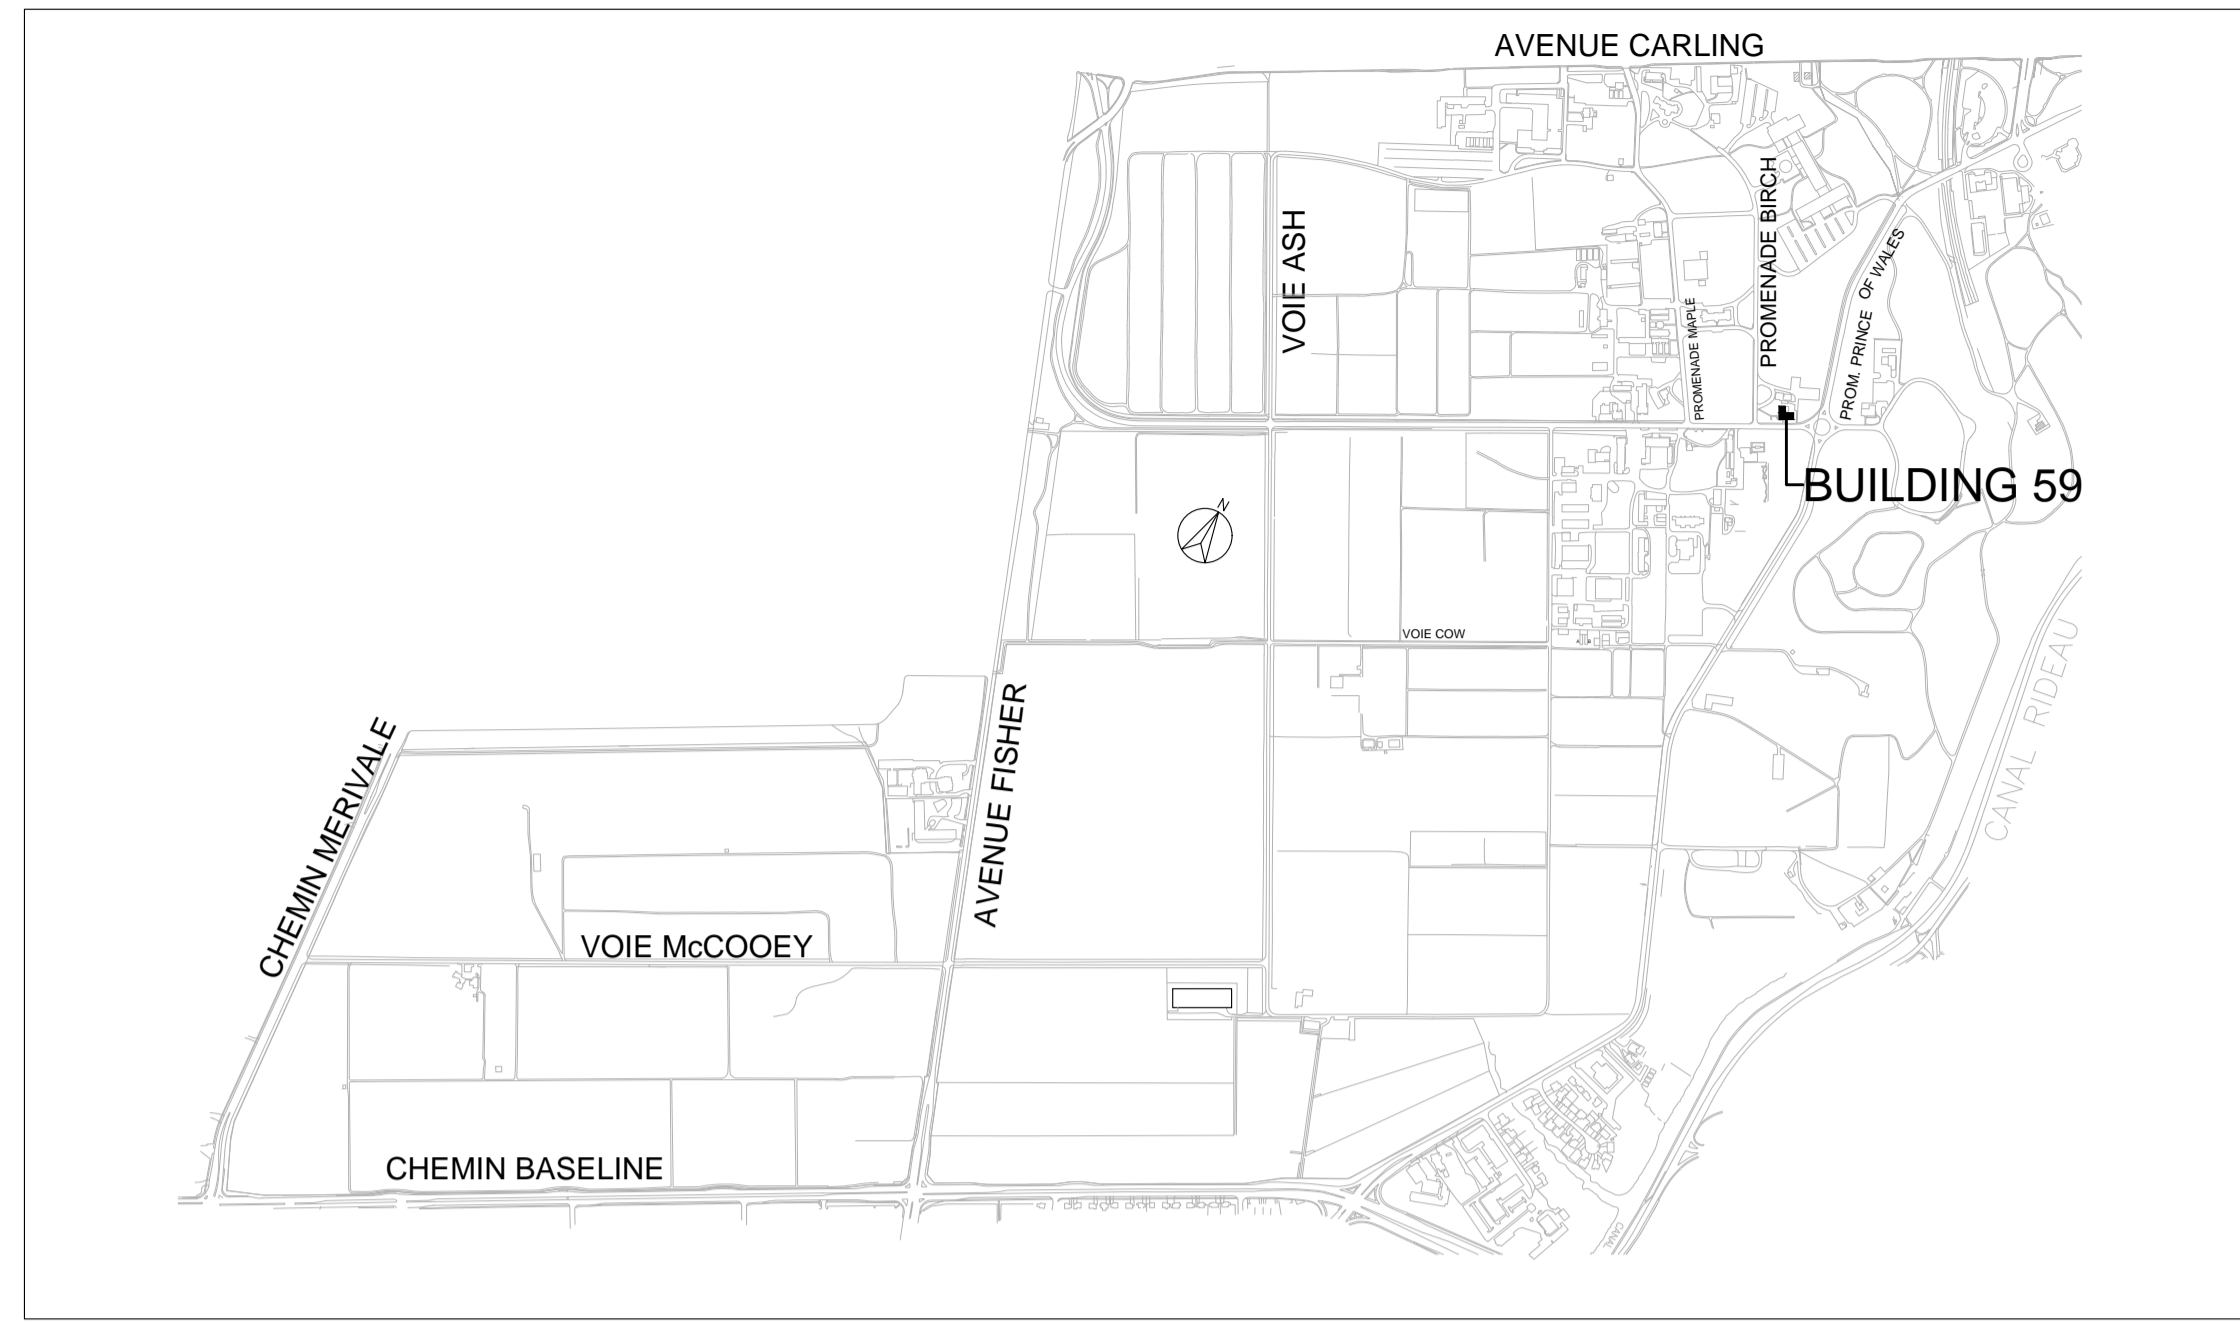 AVENUE CARLING
PROMENADE BIRCH
VOIE ASH
PROM. PRINCE OF WALES
PROMENADE MAPLE
BUILDING 59
N
VOIE COW
CANAL RIDEAU
AVENUE FISHER
CHEMIN MERIVALE
VOIE McCOOEY
CHEMIN BASELINE
CANAL